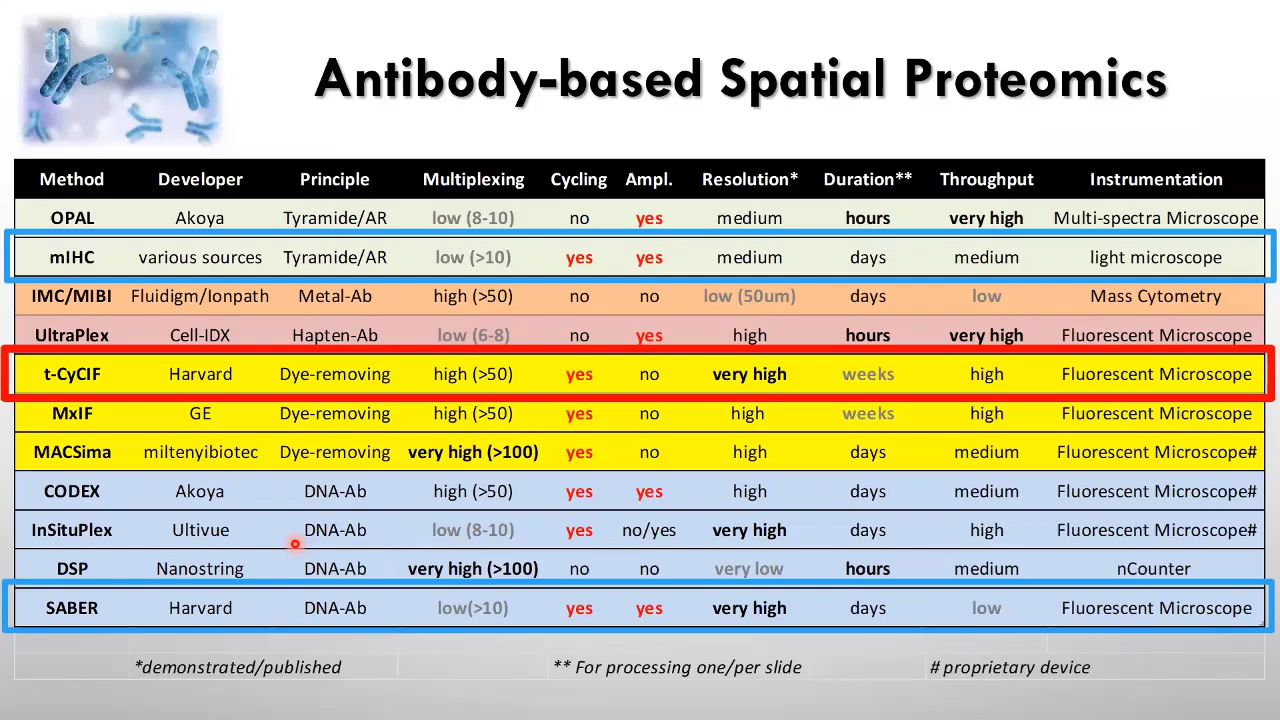 Antibody-based Spatial Proteomics
Method Developer Principle Multiplexing Cycling Ampl. Resolution* Duration** Throughput Instrumentation
OPAL Akoya Tyramide/AR low (8-10) no yes medium hours very high Multi-spectra Microscope
mIHC various sources Tyramide/AR low (>10) yes yes medium days medium light microscope
IMC/MIBI Fluidigm/Ionpath Metal-Ab high (>50) no no low (50um) days low Mass Cytometry
UltraPlex Cell-IDX Hapten-Ab low (6-8) no yes high hours very high Fluorescent Microscope
t-CyCIF Harvard Dye-removing high (>50) yes no very high weeks high Fluorescent Microscope
MxIF GE Dye-removing high (>50) yes no high weeks high Fluorescent Microscope
MACSima miltenyibiotec Dye-removing very high (>100) yes no high days medium Fluorescent Microscope#
CODEX Akoya DNA-Ab high (>50) yes yes high days medium Fluorescent Microscope#
InSituPlex Ultivue DNA-Ab low (8-10) yes no/yes very high days high Fluorescent Microscope#
DSP Nanostring DNA-Ab very high (>100) no no very low hours medium nCounter
SABER Harvard DNA-Ab low(>10) yes yes very high days low Fluorescent Microscope
*demonstrated/published ** For processing one/per slide # proprietary device